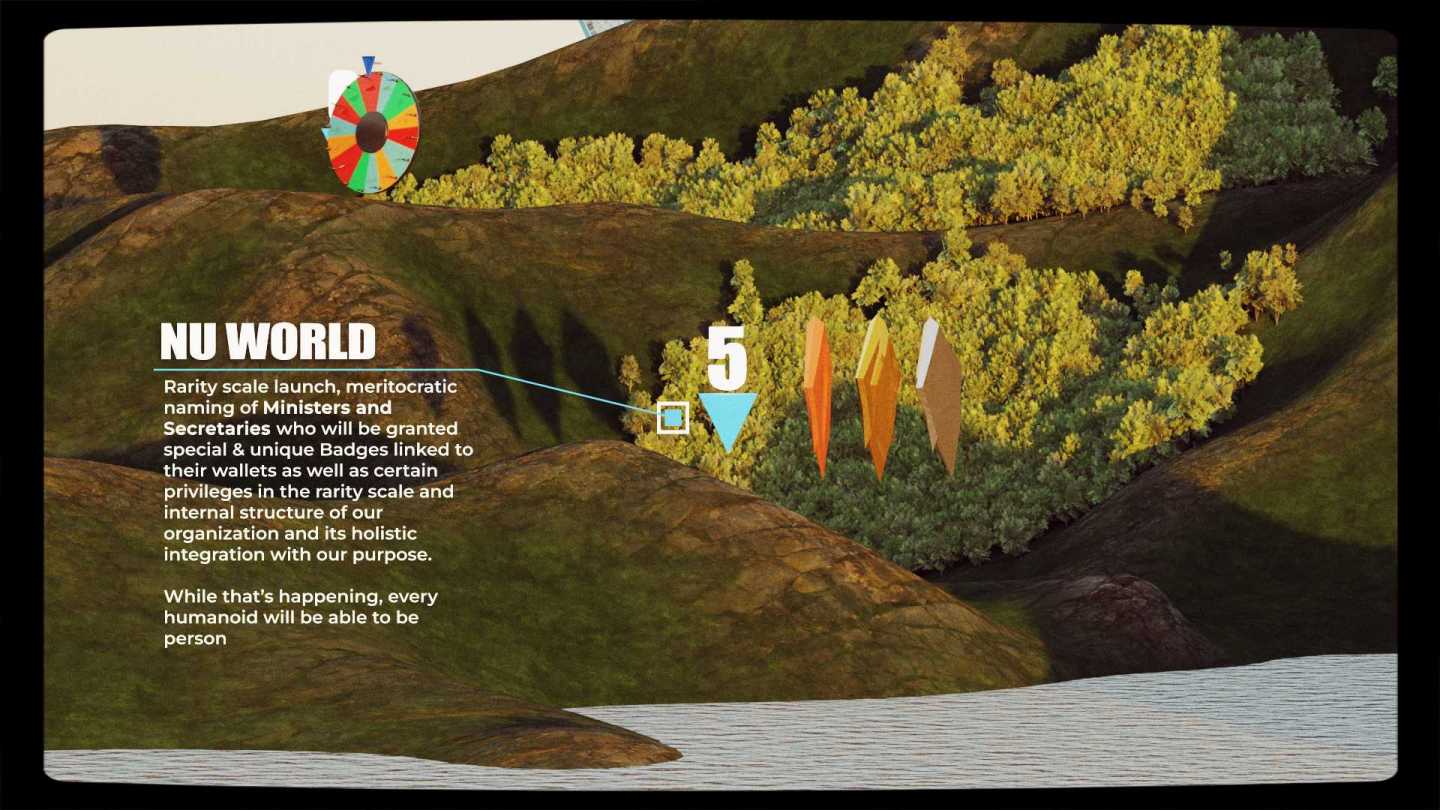 NU WORLD
5
Rarity scale launch, meritocratic
naming of Ministers and
Secretaries who will be granted
special & unique Badges linked to
their wallets as well as certain
privileges in the rarity scale and
internal structure of our
organization and its holistic
integration with our purpose.
While that's happening, every
humanoid will be able to be
person